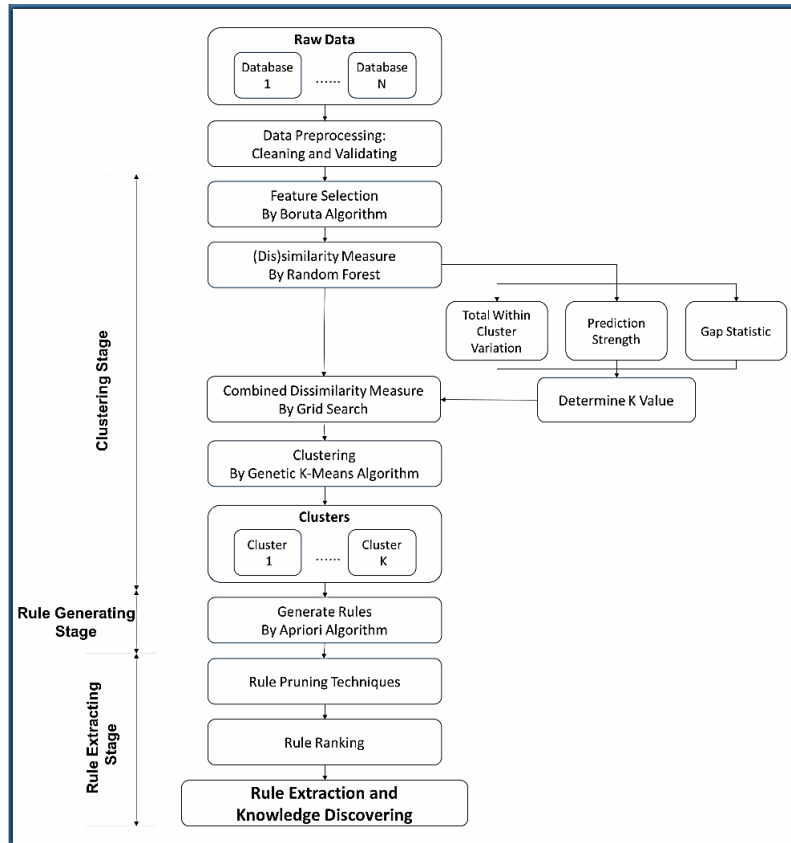 Raw Data
Database
1
......
Database
N
Data Preprocessing:
Cleaning and Validating
Feature Selection
By Boruta Algorithm
(Dis)similarity Measure
By Random Forest
Total Within
Cluster
Variation
Prediction
Strength
Gap Statistic
Determine K Value
Combined Dissimilarity Measure
By Grid Search
Clustering
By Genetic K-Means Algorithm
Clusters
Cluster
1
......
Cluster
K
Clustering Stage
Generate Rules
By Apriori Algorithm
Rule Generating
Stage
Rule Pruning Techniques
Rule Ranking
Rule Extraction and
Knowledge Discovering
Rule Extracting
Stage